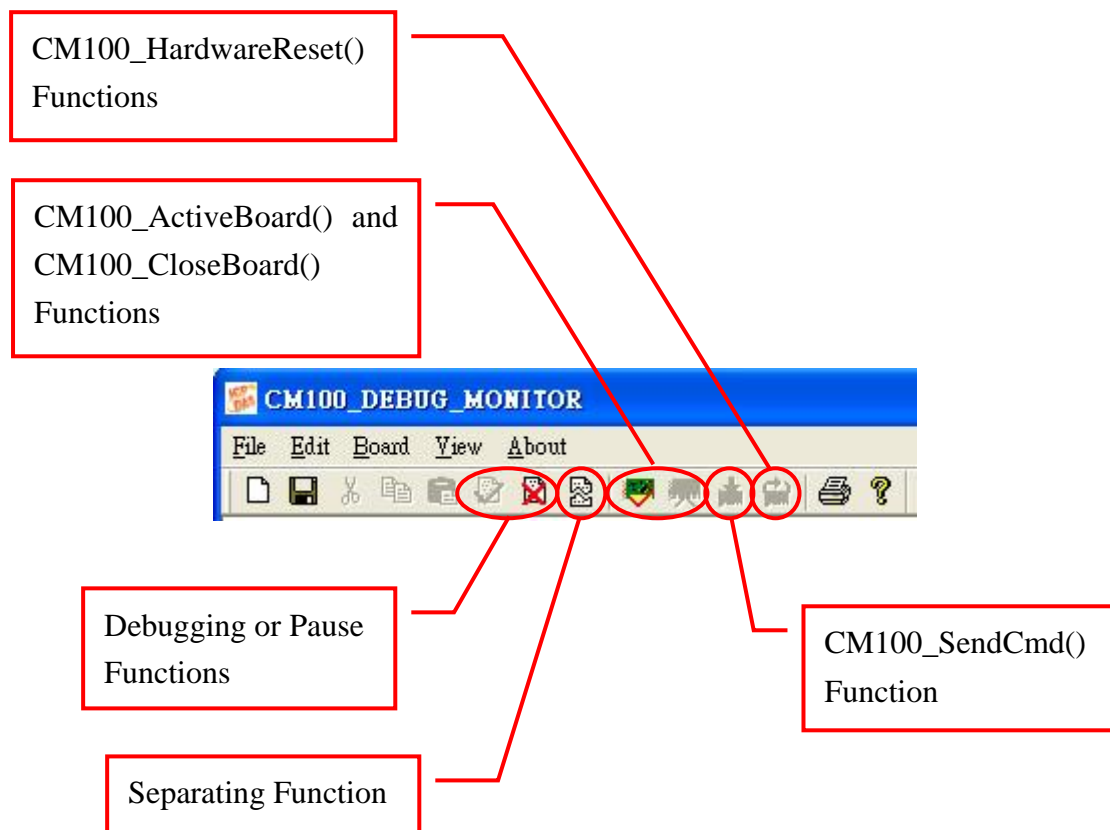 CM100_HardwareReset()
Functions
CM100_ActiveBoard() and
CM100_CloseBoard()
Functions
CM100_DEBUG_MONITOR
File Edit Board View About
Debugging or Pause
Functions
CM100_SendCmd()
Function
Separating Function